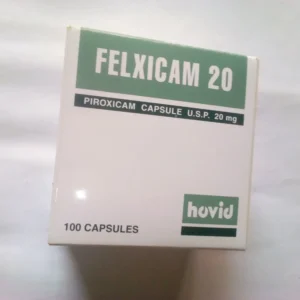 FELXICAM 20
PIROXICAM CAPSULE U.S.P. 20 mg
100 CAPSULES
hovid